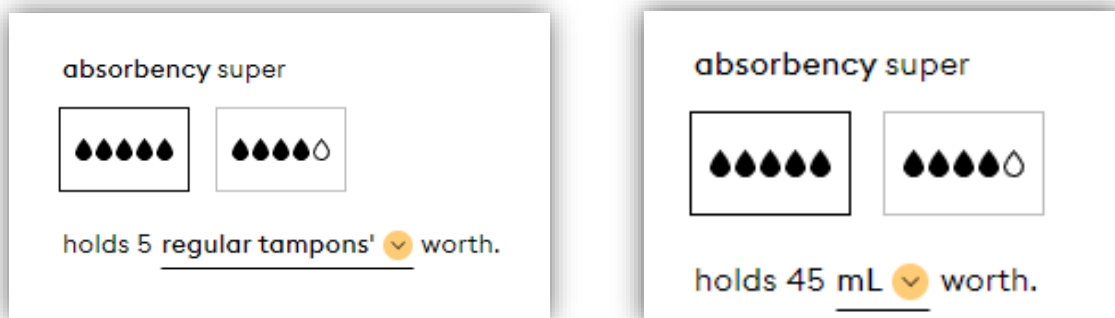 absorbency super
holds 5 regular tampons' worth.
absorbency super
holds 45 mL worth.